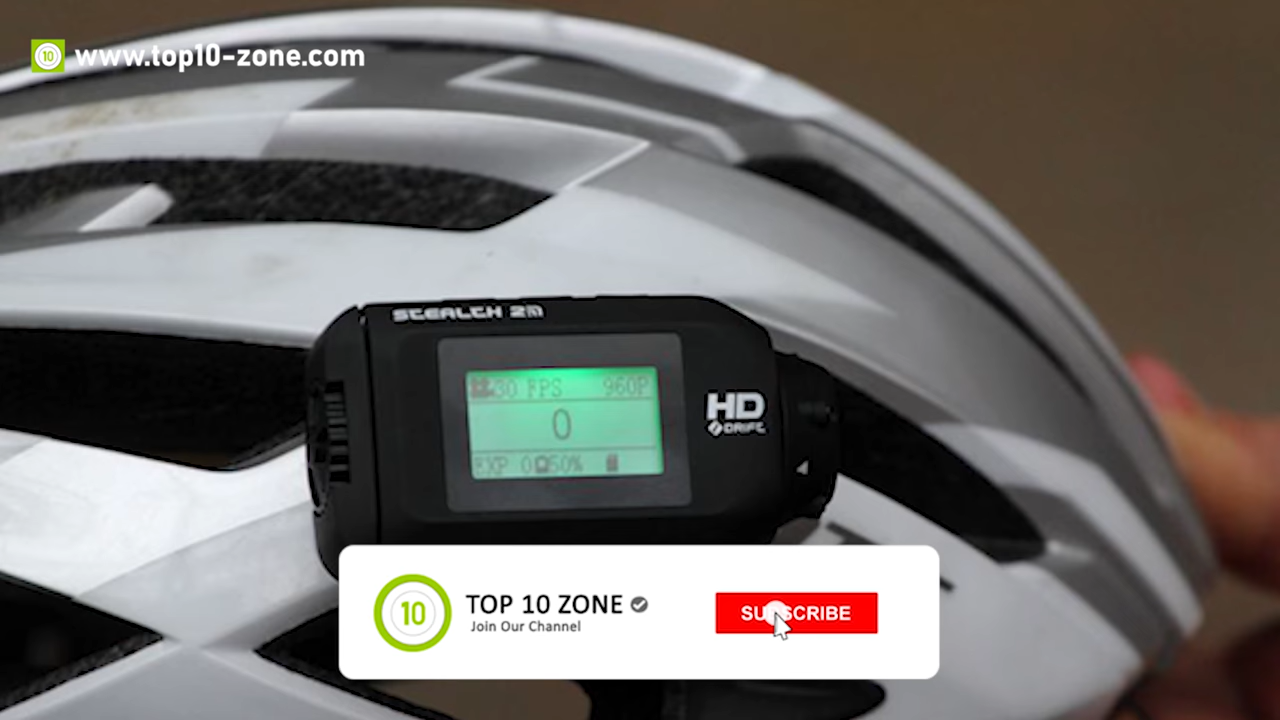 10 www.top10-zone.com
STEALTH 2
30 FPS 960P
0
EXP 0 50%
HD
DRIFT
10
TOP 10 ZONE
Join Our Channel
SUBSCRIBE